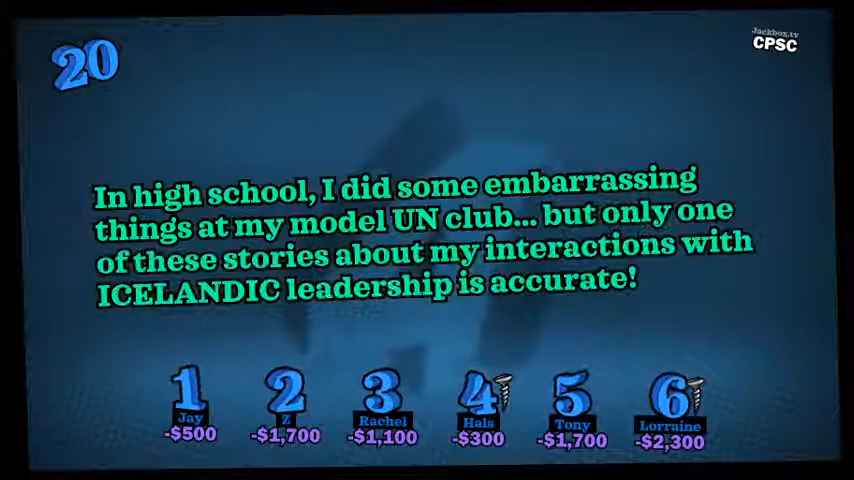 20
Jackbox.tv
CPSC
In high school, I did some embarrassing
things at my model UN club... but only one
of these stories about my interactions with
ICELANDIC leadership is accurate!
1 2 3 4 5 6
Jay Z Rachel Hals Tony Lorraine
-$500 -$1,700 -$1,100 -$300 -$1,700 -$2,300